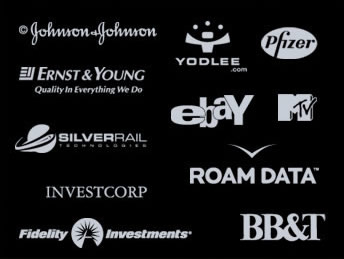 © Johnson & Johnson
YODLEE
.com
Pfizer
ERNST & YOUNG
Quality In Everything We Do
ebaY
MTV
SILVERRAIL
TECHNOLOGIES
ROAM DATA™
INVESTCORP
Fidelity Investments®
BB&T